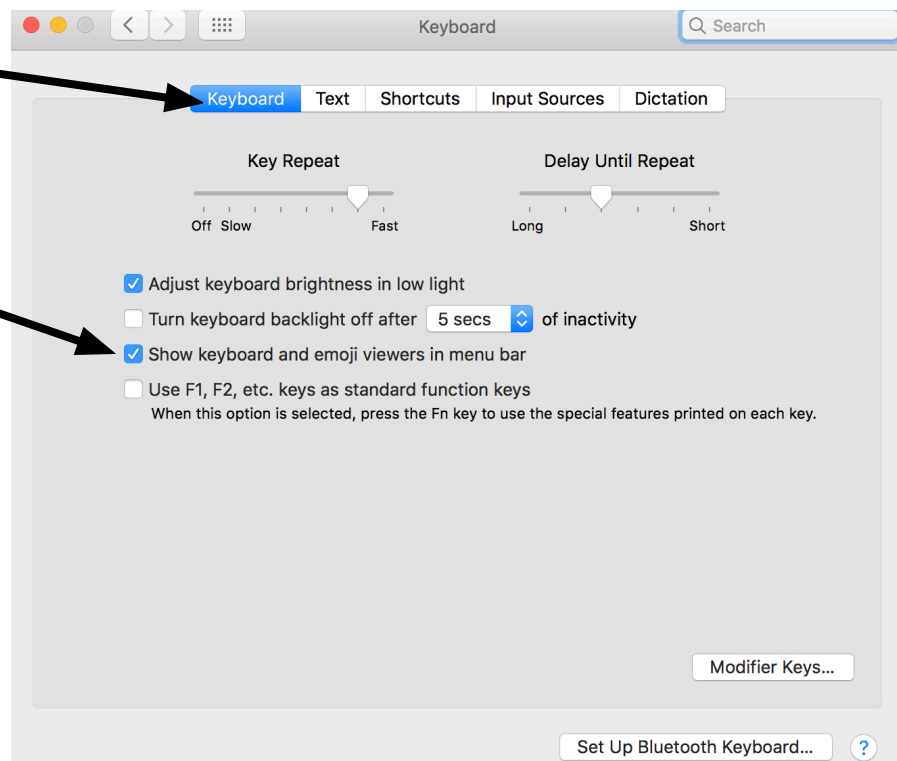 Keyboard
Search
Keyboard Text Shortcuts Input Sources Dictation
Key Repeat Delay Until Repeat
Off Slow Fast Long Short
Adjust keyboard brightness in low light
Turn keyboard backlight off after 5 secs of inactivity
Show keyboard and emoji viewers in menu bar
Use F1, F2, etc. keys as standard function keys
When this option is selected, press the Fn key to use the special features printed on each key.
Modifier Keys...
Set Up Bluetooth Keyboard... ?